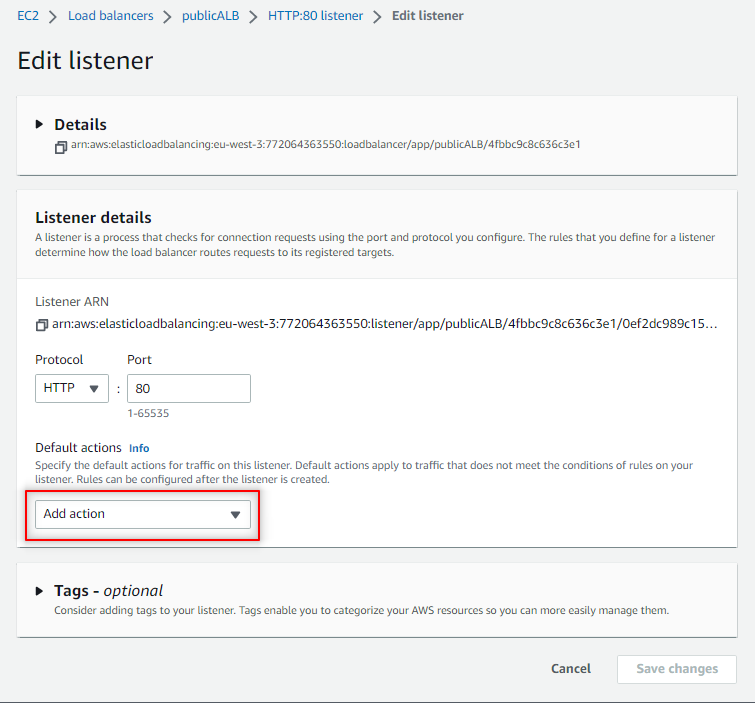 EC2 > Load balancers > publicALB > HTTP:80 listener > Edit listener
Edit listener
Details
arn:aws:elasticloadbalancing:eu-west-3:772064363550:loadbalancer/app/publicALB/4fbbc9c8c636c3e1
Listener details
A listener is a process that checks for connection requests using the port and protocol you configure. The rules that you define for a listener
determine how the load balancer routes requests to its registered targets.
Listener ARN
arn:aws:elasticloadbalancing:eu-west-3:772064363550:listener/app/publicALB/4fbbc9c8c636c3e1/0ef2dc989c15...
Protocol Port
HTTP : 80
1-65535
Default actions Info
Specify the default actions for traffic on this listener. Default actions apply to traffic that does not meet the conditions of rules on your
listener. Rules can be configured after the listener is created.
Add action
Tags - optional
Consider adding tags to your listener. Tags enable you to categorize your AWS resources so you can more easily manage them.
Cancel Save changes